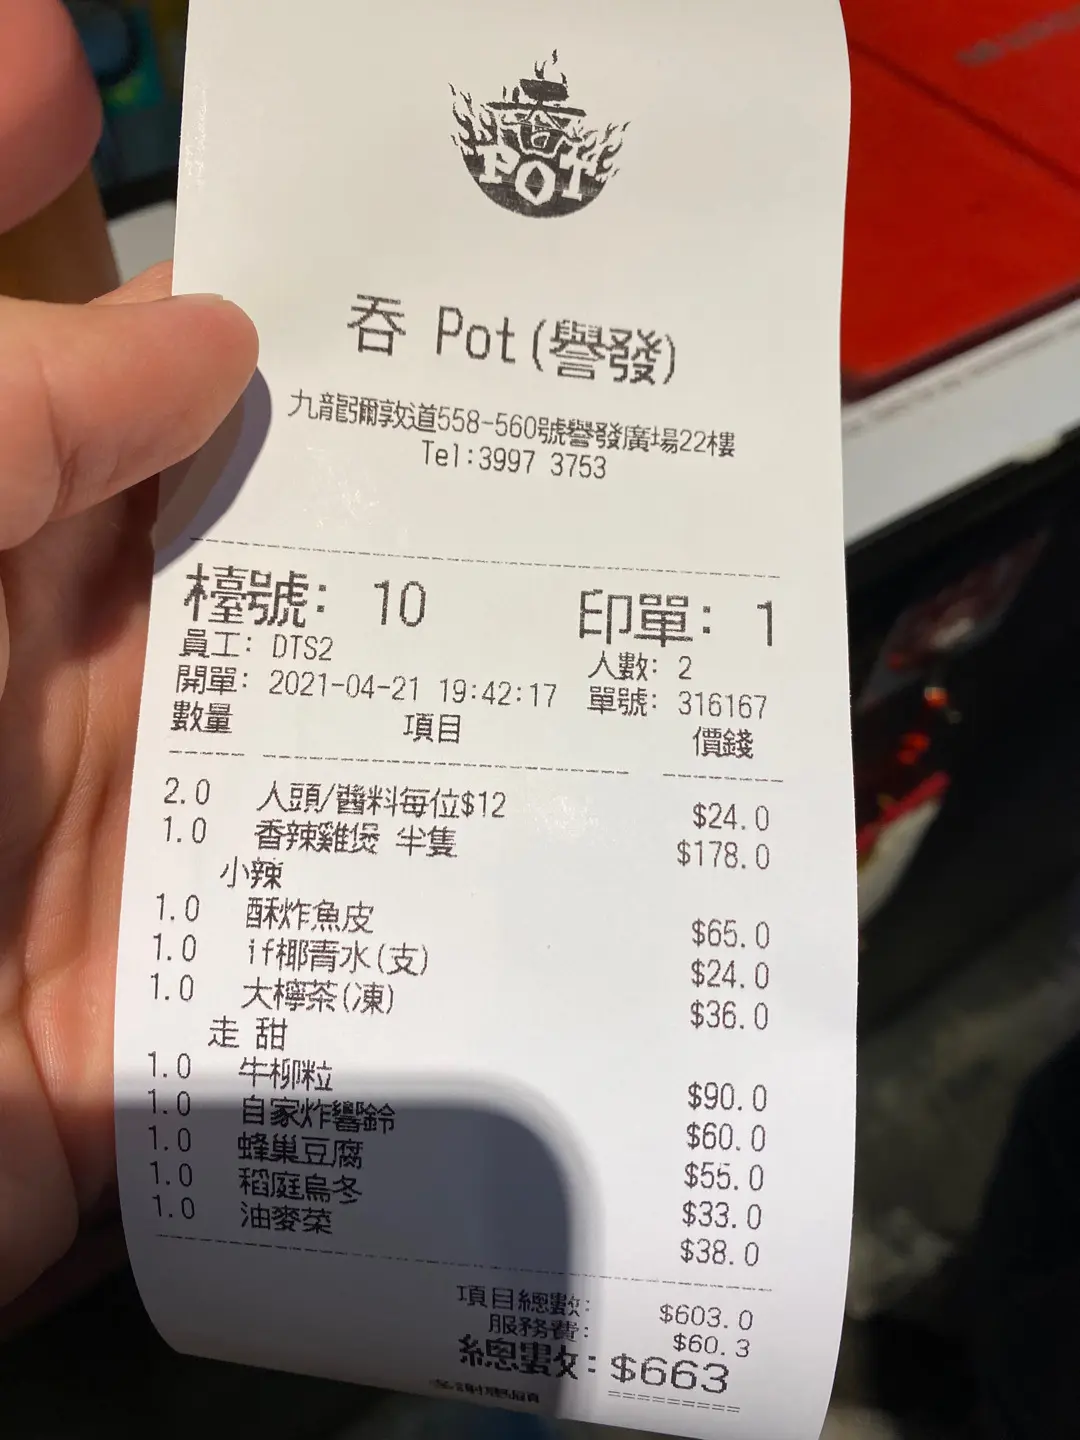 吞
POT
吞 Pot(譽發)
九龍彌敦道558-560號譽發廣場22樓
Tel:3997 3753
檯號: 10 印單: 1
員工: DTS2 人數: 2
開單: 2021-04-21 19:42:17 單號: 316167
數量 項目 價錢
2.0 人頭/醬料每位$12 $24.0
1.0 香辣雞煲 半隻 $178.0
小辣
1.0 酥炸魚皮 $65.0
1.0 if椰青水(支) $24.0
1.0 大檸茶(凍) $36.0
走 甜
1.0 牛柳粒 $90.0
1.0 自家炸響鈴 $60.0
1.0 蜂巢豆腐 $55.0
1.0 稻庭烏冬 $33.0
1.0 油麥菜 $38.0
項目總數: $603.0
服務費: $60.3
總數: $663